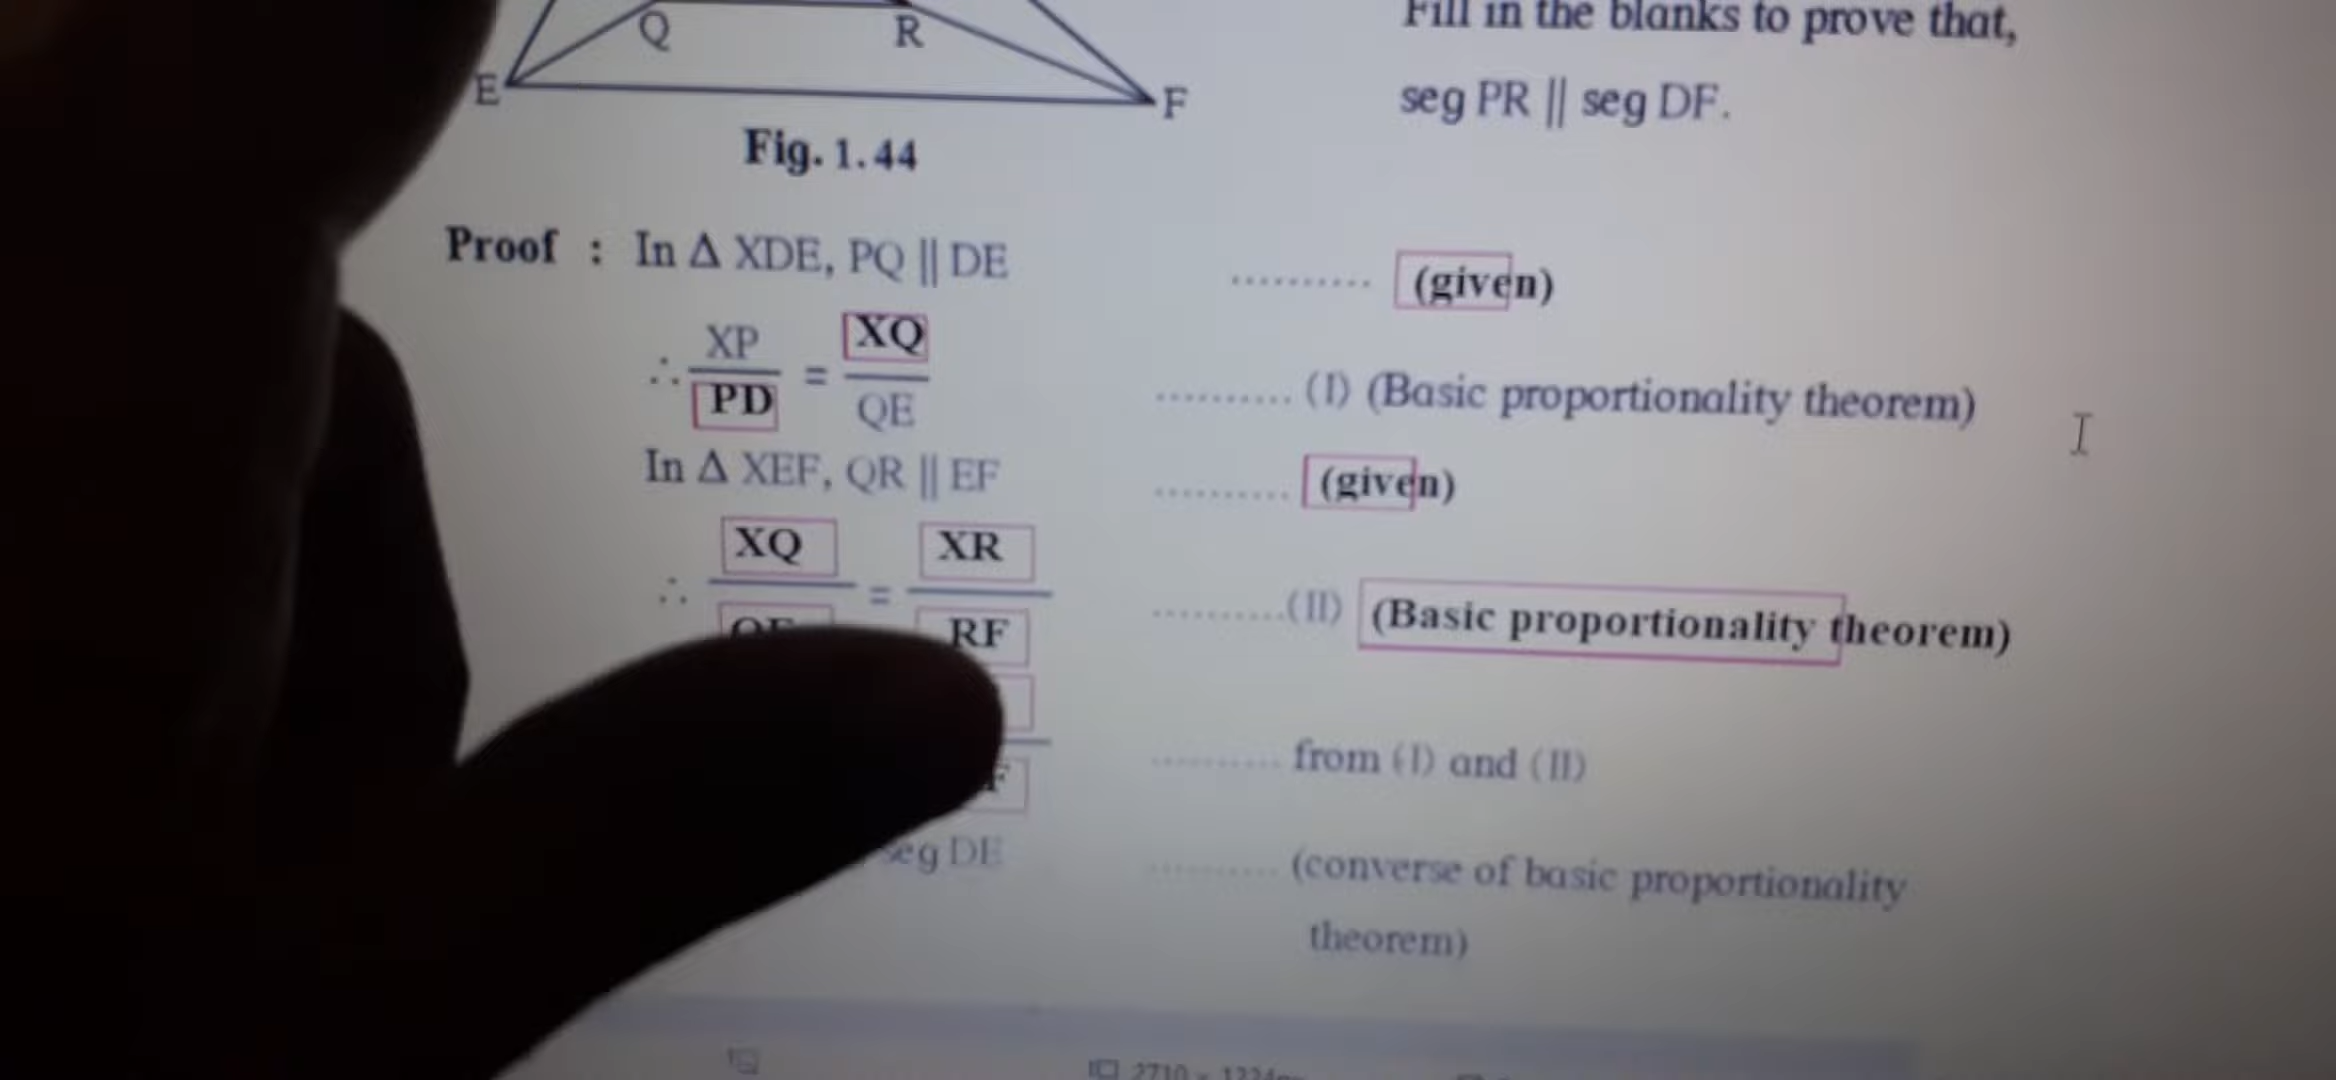 Q R
Fill in the blanks to prove that,
E F
seg PR || seg DF.
Fig. 1.44
Proof : In Δ XDE, PQ || DE .......... (given)
∴ XP / PD = XQ / QE .......... (I) (Basic proportionality theorem)
In Δ XEF, QR || EF .......... (given)
∴ XQ / QE = XR / RF ..........(II) (Basic proportionality theorem)
.......... from (I) and (II)
seg DE .......... (converse of basic proportionality
theorem)